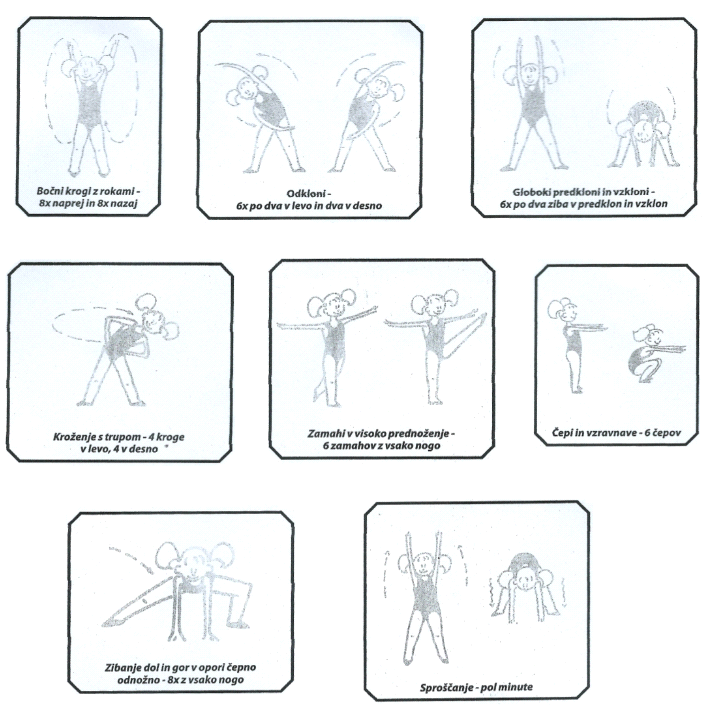 Bočni krogi z rokami -
8x naprej in 8x nazaj
Odkloni -
6x po dva v levo in dva v desno
Globoki predkloni in vzkloni -
6x po dva ziba v predklon in vzklon
Kroženje s trupom - 4 kroge
v levo, 4 v desno
Zamahi v visoko prednoženje -
6 zamahov z vsako nogo
Čepi in vzravnave - 6 čepov
Zibanje dol in gor v opori čepno
odnožno - 8x z vsako nogo
Sproščanje - pol minute